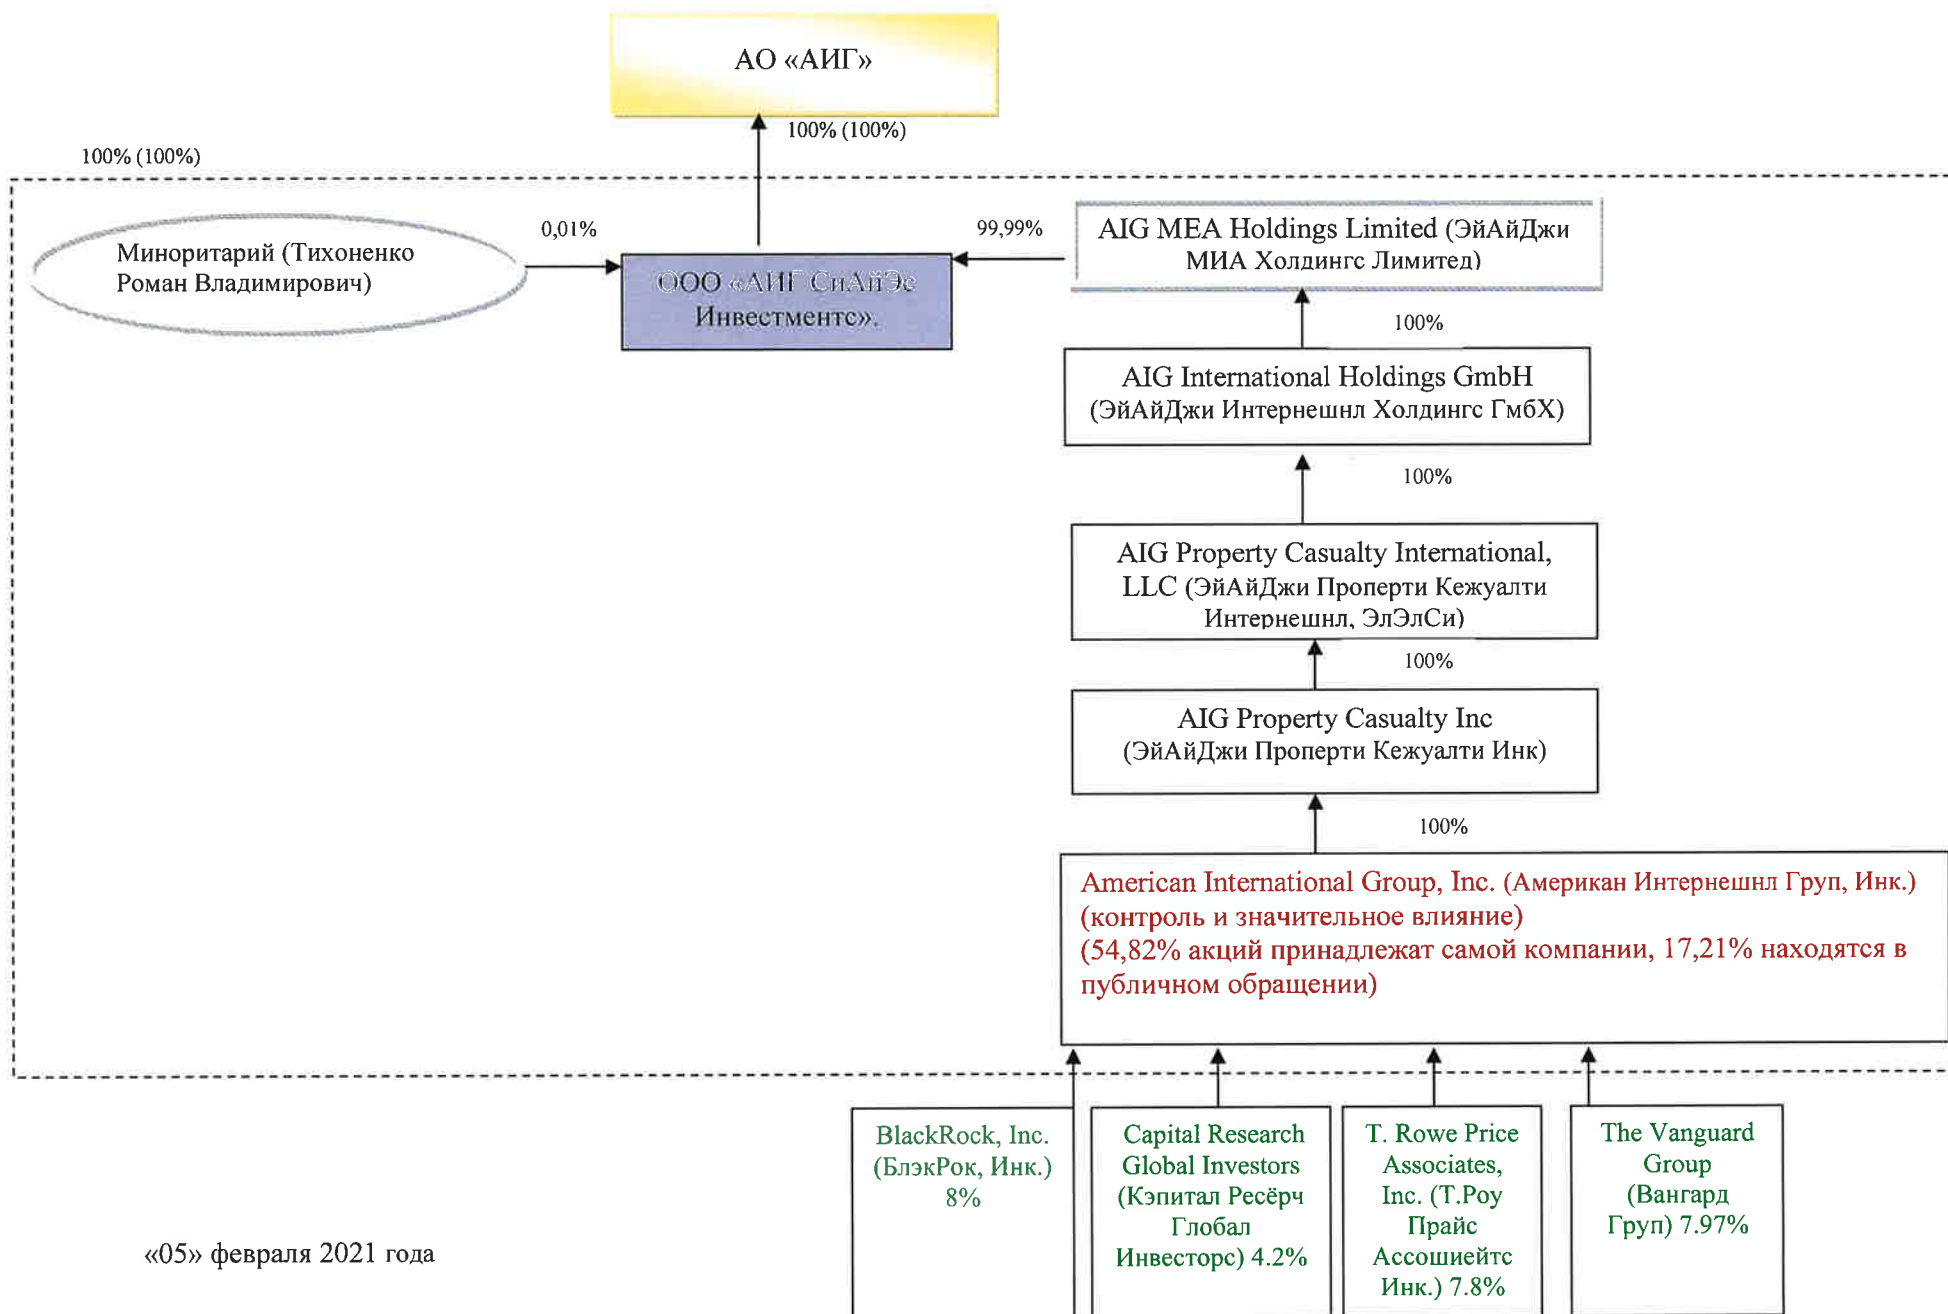 АО «АИГ»
100% (100%)
100% (100%)
Миноритарий (Тихоненко
Роман Владимирович)
0,01%
ООО «АИГ СиАйЭс
Инвестментс».
99,99%
AIG MEA Holdings Limited (ЭйАйДжи
МИА Холдингс Лимитед)
100%
AIG International Holdings GmbH
(ЭйАйДжи Интернешнл Холдингс ГмбХ)
100%
AIG Property Casualty International,
LLC (ЭйАйДжи Проперти Кежуалти
Интернешнл, ЭлЭлСи)
100%
AIG Property Casualty Inc
(ЭйАйДжи Проперти Кежуалти Инк)
100%
American International Group, Inc. (Американ Интернешнл Груп, Инк.)
(контроль и значительное влияние)
(54,82% акций принадлежат самой компании, 17,21% находятся в
публичном обращении)
BlackRock, Inc.
(БлэкРок, Инк.)
8%
Capital Research
Global Investors
(Кэпитал Ресёрч
Глобал
Инвесторс) 4.2%
T. Rowe Price
Associates,
Inc. (Т.Роу
Прайс
Ассошиейтс
Инк.) 7.8%
The Vanguard
Group
(Вангард
Груп) 7.97%
«05» февраля 2021 года